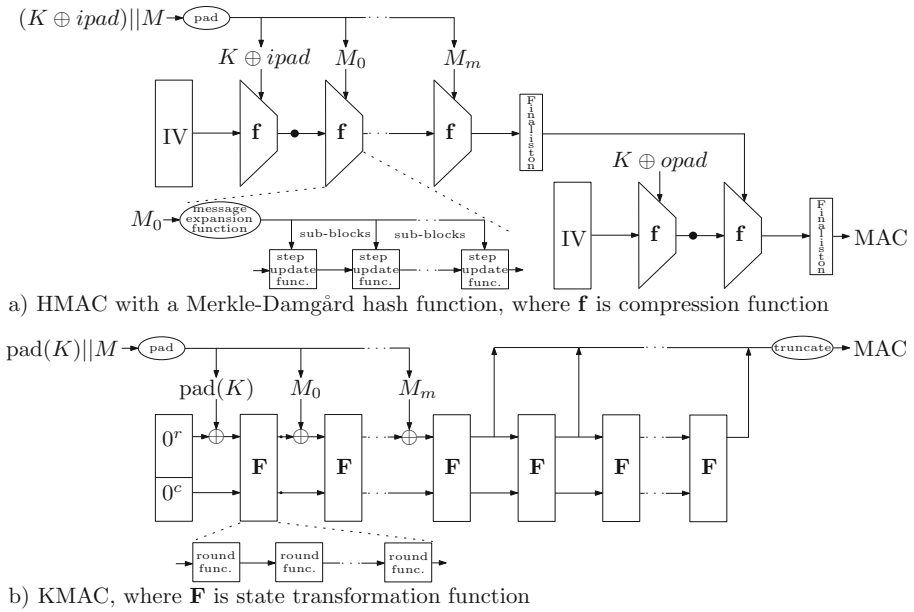 (K ⊕ ipad)||M
pad
K ⊕ ipad
M₀
Mₘ
IV
f
f
· · ·
f
Finaliston
K ⊕ opad
IV
f
f
Finaliston
MAC
M₀
message
expansion
function
sub-blocks
sub-blocks
step
update
func.
step
update
func.
· · ·
step
update
func.
a) HMAC with a Merkle-Damgård hash function, where f is compression function
pad(K)||M
pad
· · ·
truncate
MAC
pad(K)
M₀
Mₘ
0ʳ
0ᶜ
F
F
F
F
F
F
round
func.
round
func.
· · ·
round
func.
b) KMAC, where F is state transformation function